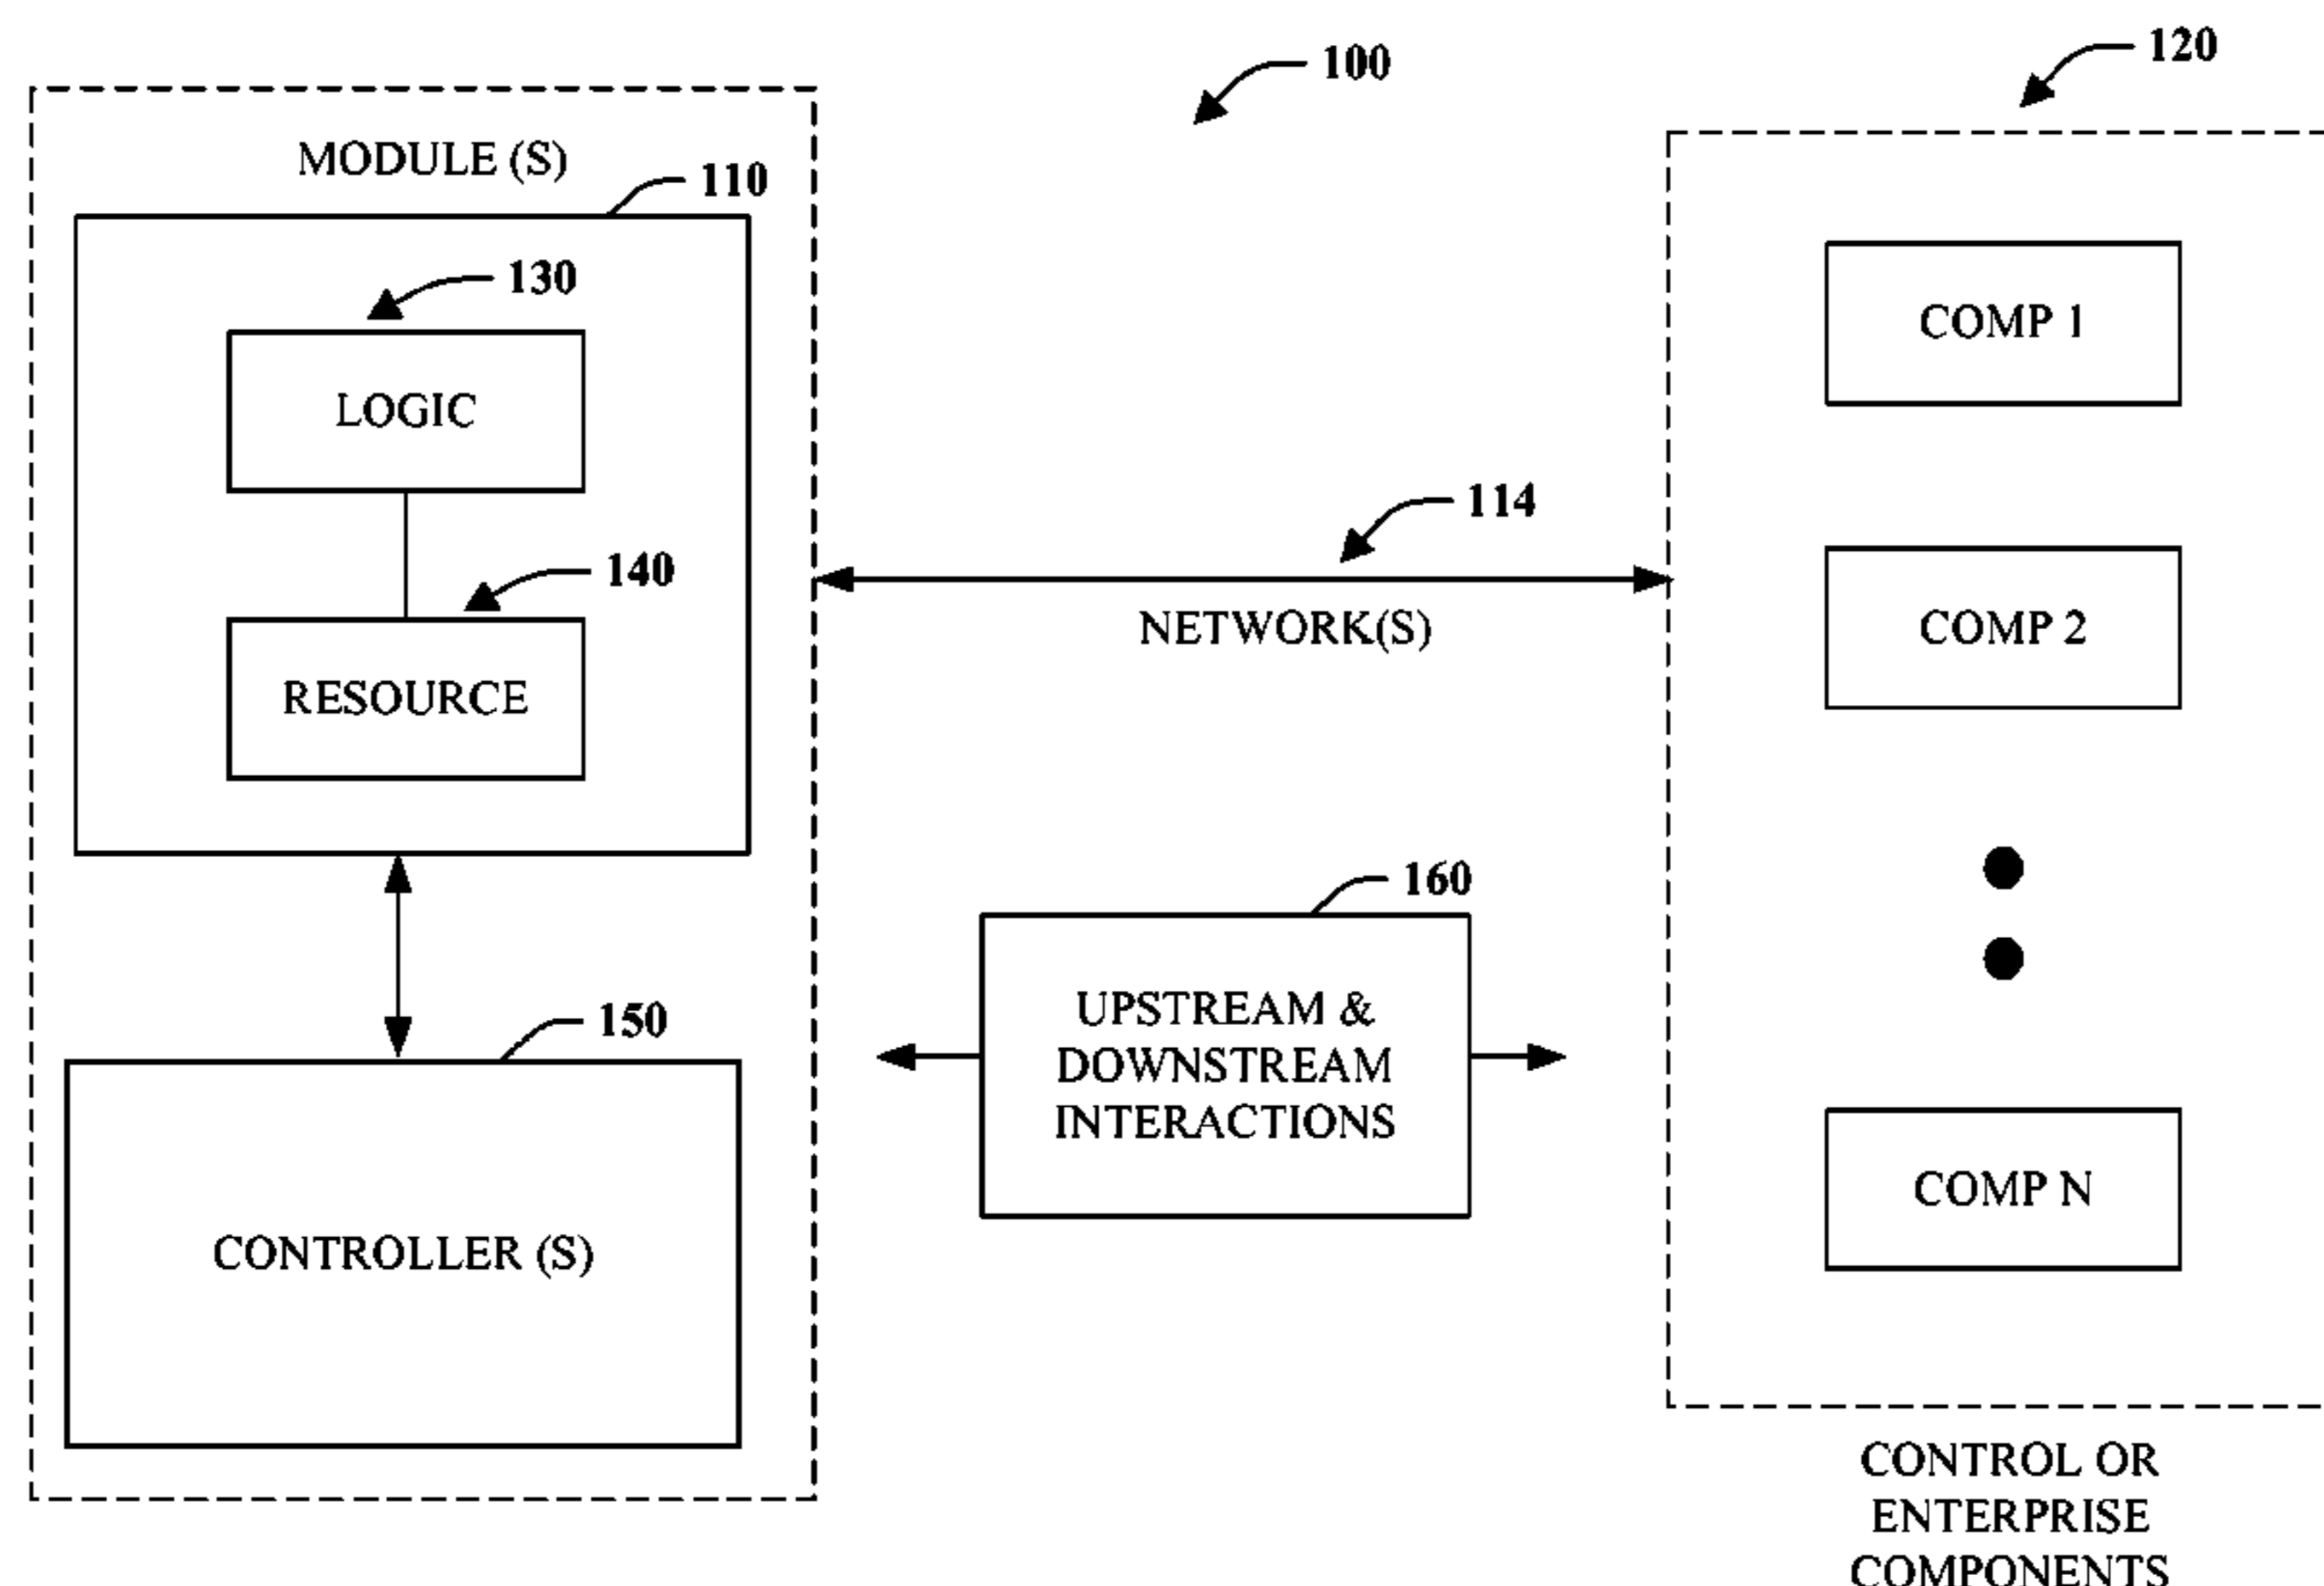 100
120
MODULE (S)
110
130
LOGIC
140
RESOURCE
150
CONTROLLER (S)
114
NETWORK(S)
160
UPSTREAM &
DOWNSTREAM
INTERACTIONS
COMP 1
COMP 2
COMP N
CONTROL OR
ENTERPRISE
COMPONENTS